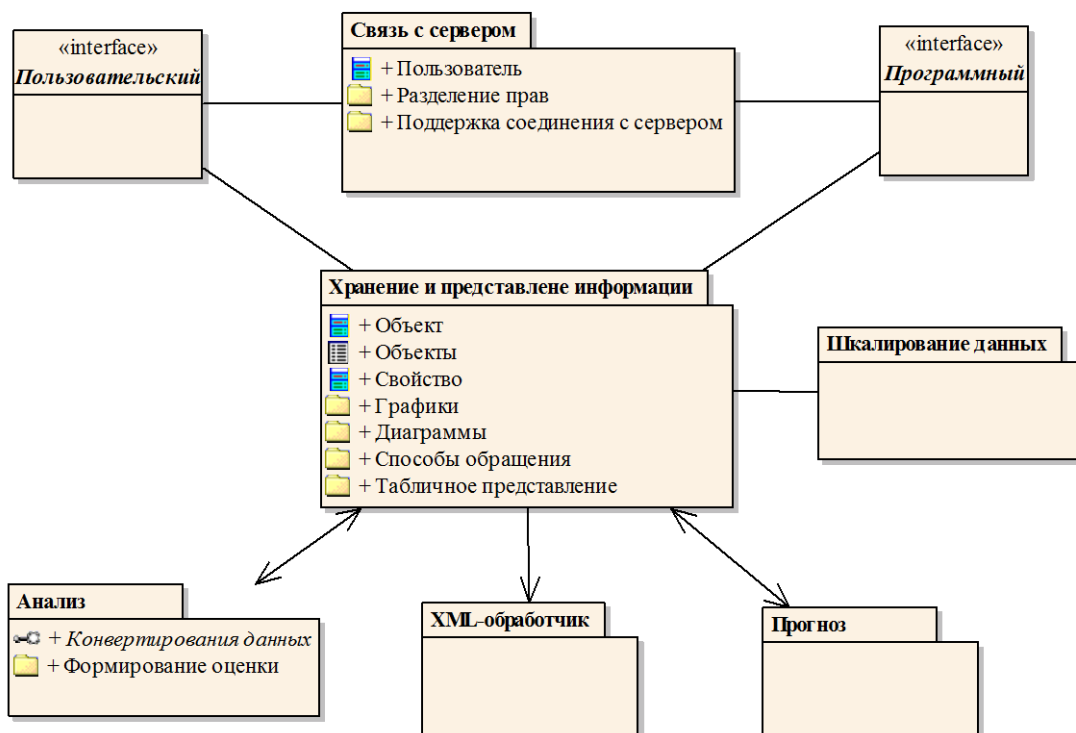 «interface»
Пользовательский
Связь с сервером
+ Пользователь
+ Разделение прав
+ Поддержка соединения с сервером
«interface»
Программный
Хранение и представлене информации
+ Объект
+ Объекты
+ Свойство
+ Графики
+ Диаграммы
+ Способы обращения
+ Табличное представление
Шкалирование данных
Анализ
+ Конвертирования данных
+ Формирование оценки
XML-обработчик
Прогноз